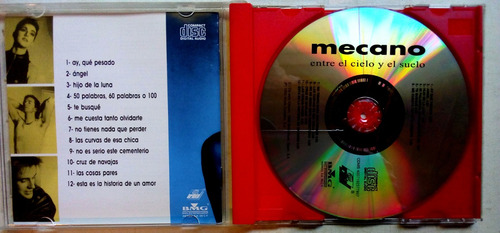 COMPACT
disc
DIGITAL AUDIO
1- ay, qué pesado
2- ángel
3- hijo de la luna
4- 50 palabras, 60 palabras o 100
5- te busqué
6- me cuesta tanto olvidarte
7- no tienes nada que perder
8- las curvas de esa chica
9- no es serio este cementerio
10- cruz de navajas
11- las cosas pares
12- esta es la historia de un amor
BMG
mecano
entre el cielo y el suelo
BMG
disc